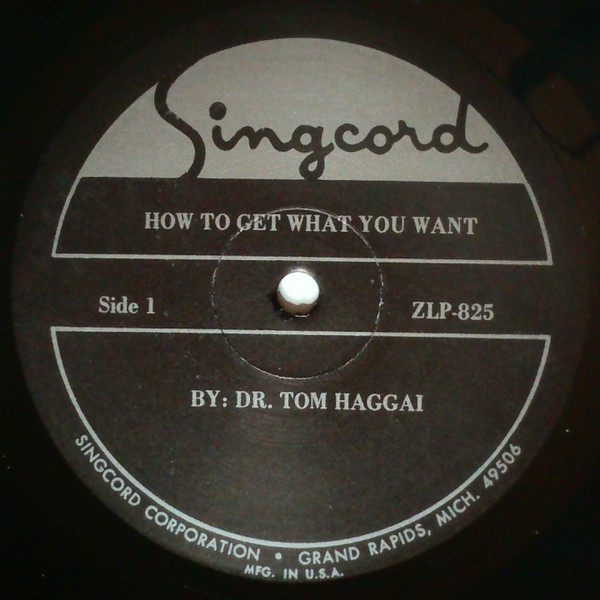 Singcord
HOW TO GET WHAT YOU WANT
Side 1
ZLP-825
BY: DR. TOM HAGGAI
SINGCORD CORPORATION • GRAND RAPIDS, MICH. 49506
MFG. IN U.S.A.